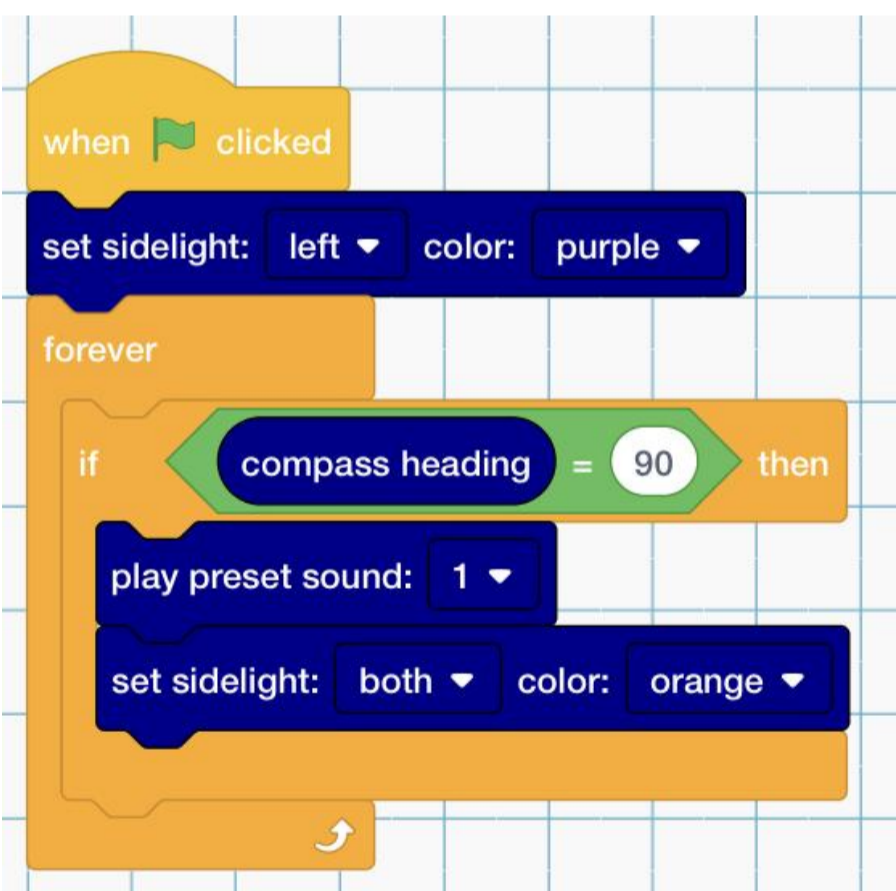 when clicked
set sidelight: left color: purple
forever
if compass heading = 90 then
play preset sound: 1
set sidelight: both color: orange